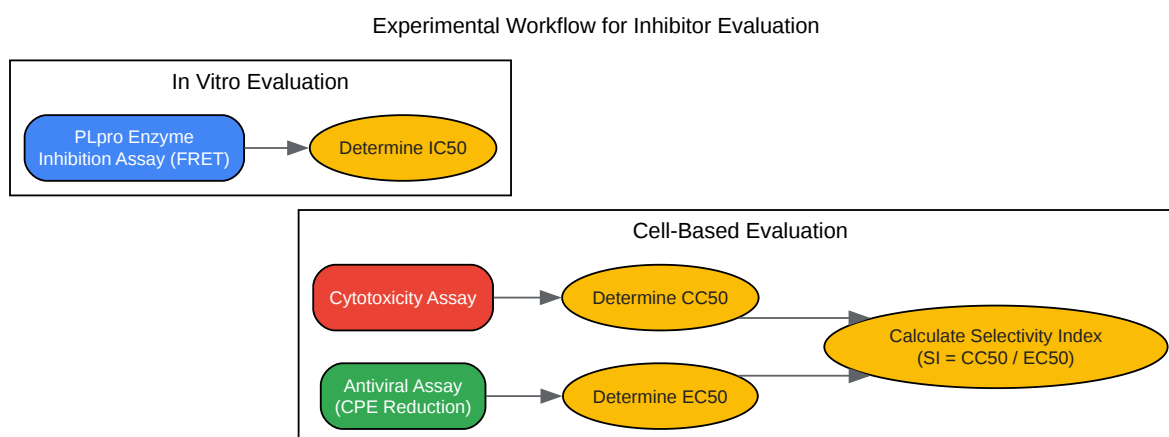 Experimental Workflow for Inhibitor Evaluation
In Vitro Evaluation
PLpro Enzyme
Inhibition Assay (FRET)
Determine IC50
Cell-Based Evaluation
Cytotoxicity Assay
Determine CC50
Calculate Selectivity Index
(SI = CC50 / EC50)
Antiviral Assay
(CPE Reduction)
Determine EC50